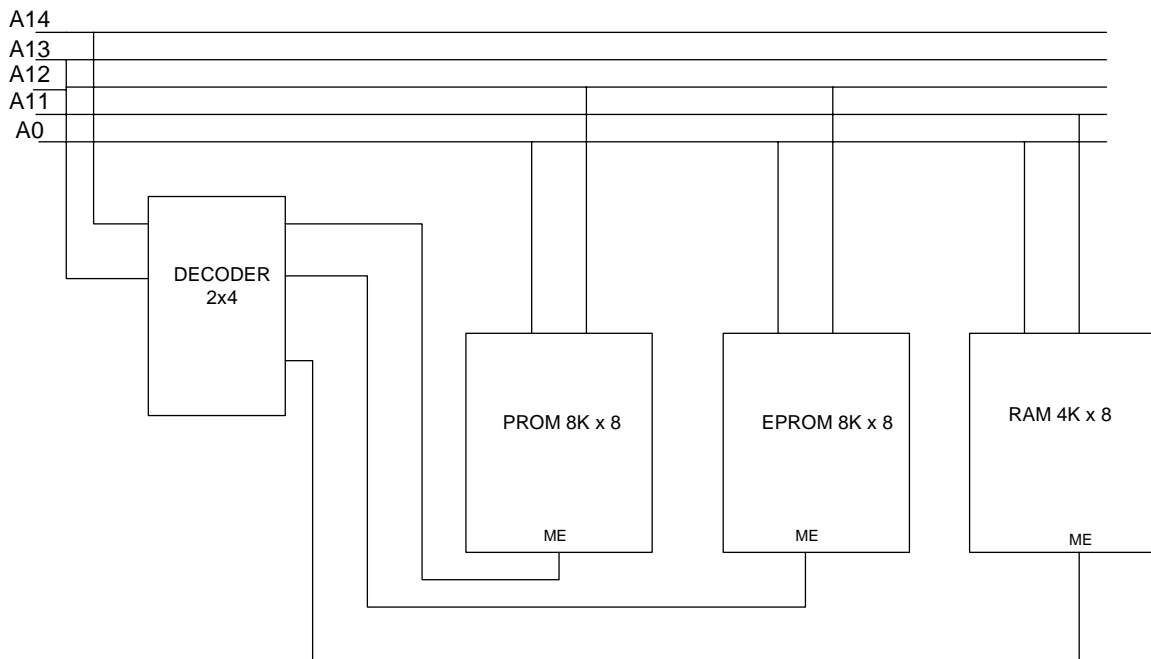 A14
A13
A12
A11
A0
DECODER
2x4
PROM 8K x 8
EPROM 8K x 8
RAM 4K x 8
ME
ME
ME